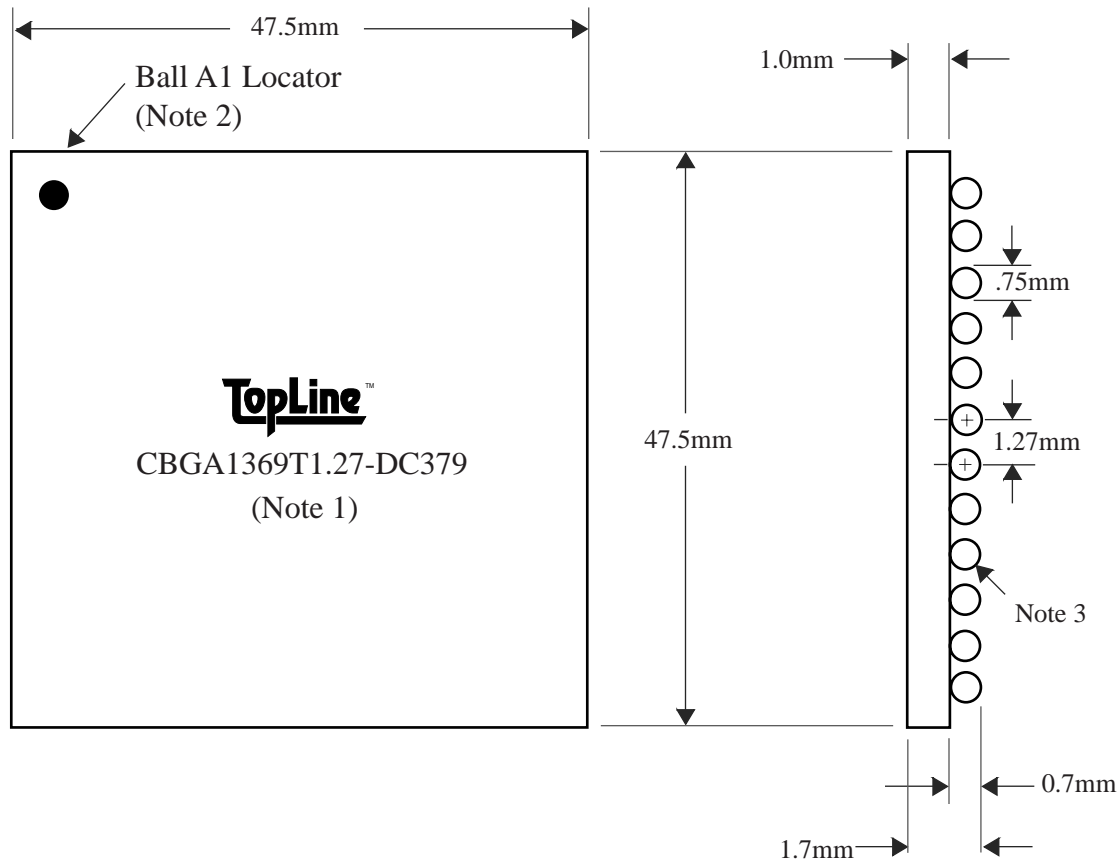 47.5mm
1.0mm
Ball A1 Locator
(Note 2)
.75mm
TopLine™
47.5mm
1.27mm
CBGA1369T1.27-DC379
(Note 1)
Note 3
0.7mm
1.7mm